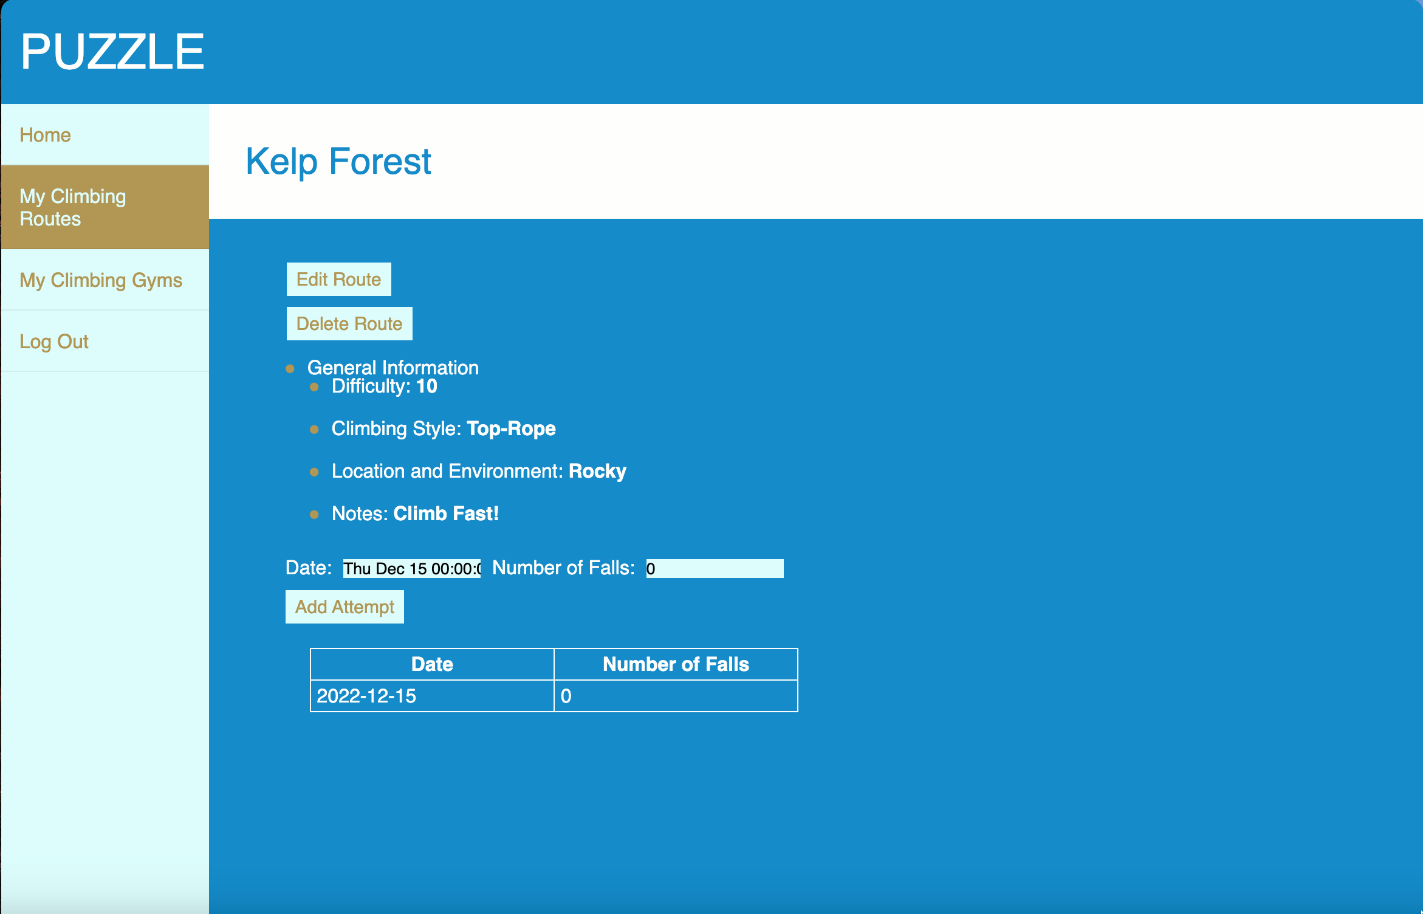 PUZZLE
Home
My Climbing
Routes
My Climbing Gyms
Log Out
Kelp Forest
Edit Route
Delete Route
General Information
Difficulty: 10
Climbing Style: Top-Rope
Location and Environment: Rocky
Notes: Climb Fast!
Date: Thu Dec 15 00:00:0 Number of Falls: 0
Add Attempt
Date Number of Falls
2022-12-15 0